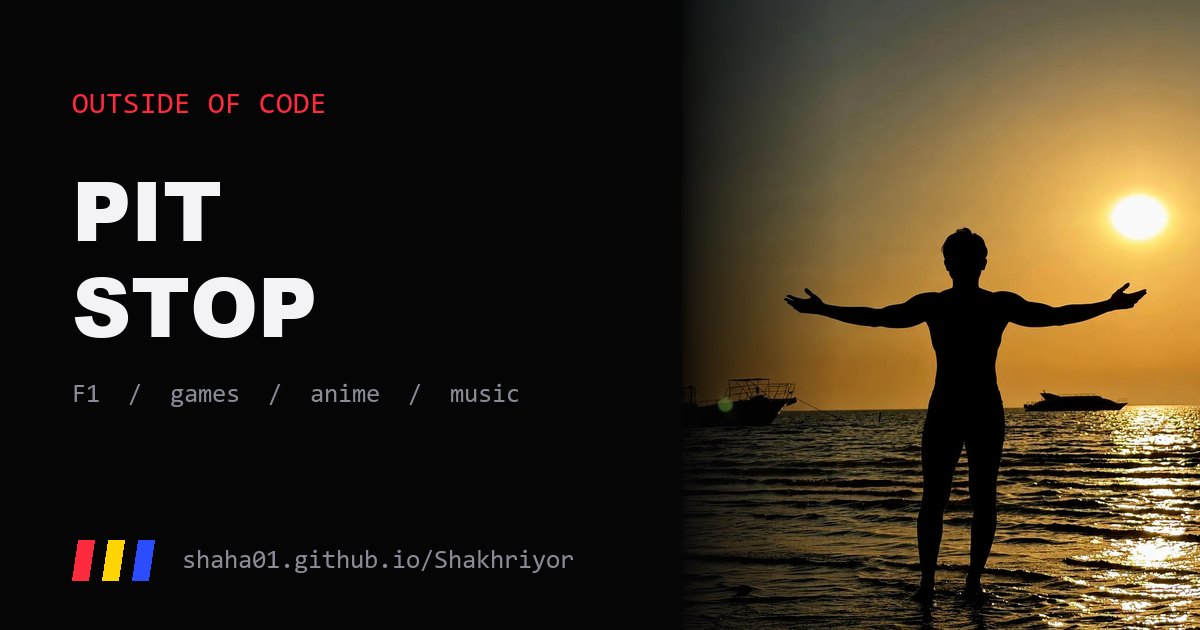 OUTSIDE OF CODE
PIT
STOP
F1 / games / anime / music
shaha01.github.io/Shakhriyor